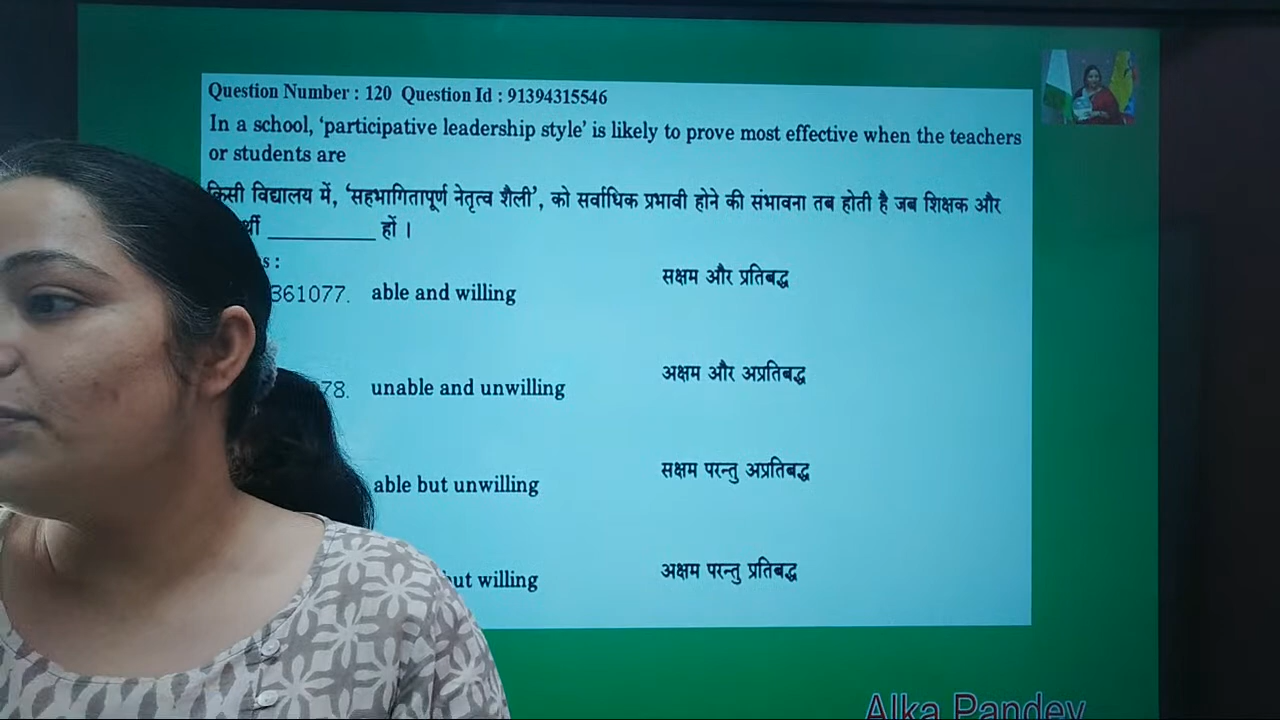 Question Number : 120 Question Id : 91394315546
In a school, ‘participative leadership style’ is likely to prove most effective when the teachers
or students are
किसी विद्यालय में, ‘सहभागितापूर्ण नेतृत्व शैली’, को सर्वाधिक प्रभावी होने की संभावना तब होती है जब शिक्षक और
__________ हों ।
361077. able and willing सक्षम और प्रतिबद्ध
78. unable and unwilling अक्षम और अप्रतिबद्ध
able but unwilling सक्षम परन्तु अप्रतिबद्ध
but willing अक्षम परन्तु प्रतिबद्ध
Alka Pandey